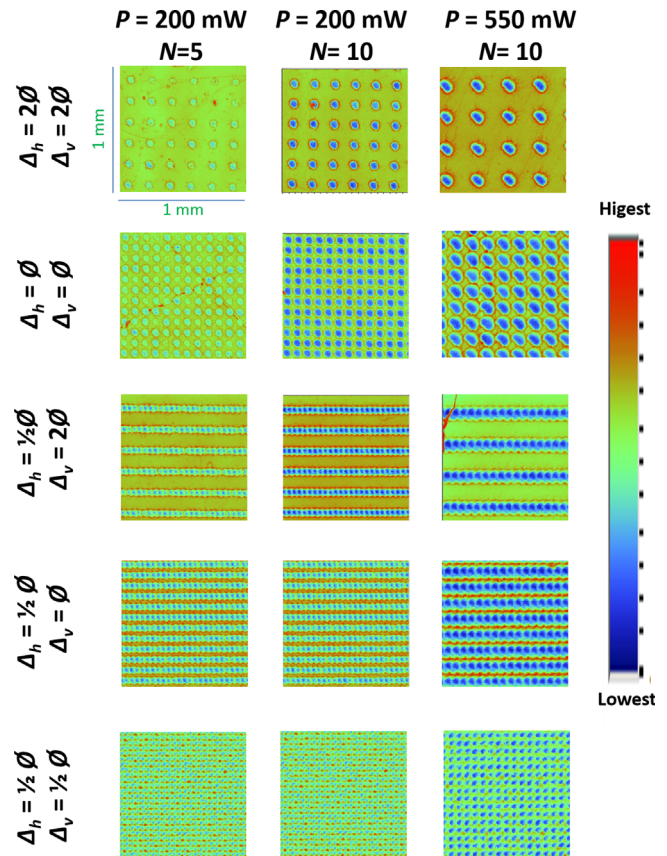 P = 200 mW
N=5
P = 200 mW
N= 10
P = 550 mW
N= 10
Δh = 2Ø
Δv = 2Ø
1 mm
1 mm
Higest
Δh = Ø
Δv = Ø
Δh = ½Ø
Δv = 2Ø
Δh = ½ Ø
Δv = Ø
Lowest
Δh = ½ Ø
Δv = ½ Ø